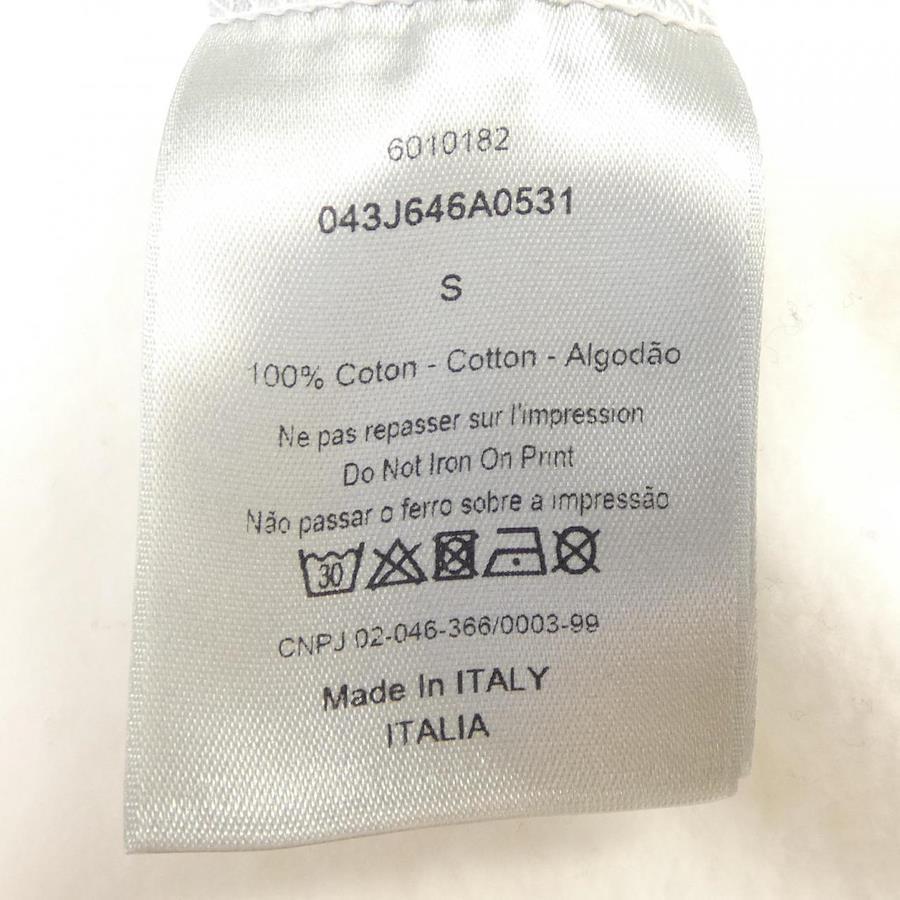 6010182
043J646A0531
S
100% Coton - Cotton - Algodão
Ne pas repasser sur l'impression
Do Not Iron On Print
Não passar o ferro sobre a impressão
30
CNPJ 02-046-366/0003-99
Made In ITALY
ITALIA